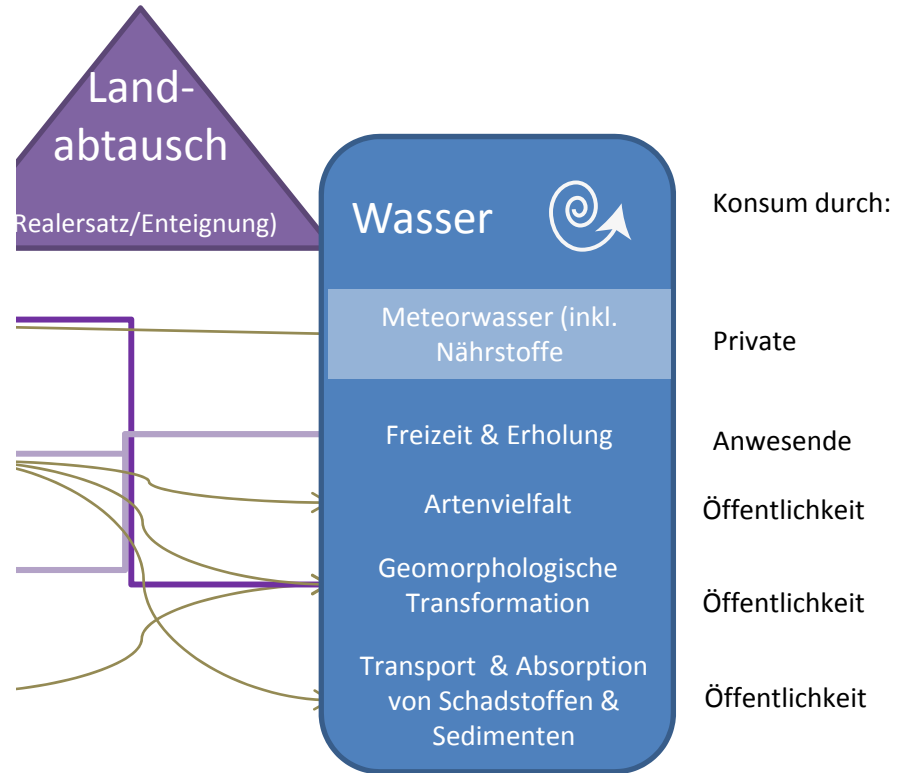 Land-
abtausch
Realersatz/Enteignung)
Wasser
Konsum durch:
Meteorwasser (inkl.
Nährstoffe
Private
Freizeit & Erholung
Anwesende
Artenvielfalt
Öffentlichkeit
Geomorphologische
Transformation
Öffentlichkeit
Transport & Absorption
von Schadstoffen &
Sedimenten
Öffentlichkeit